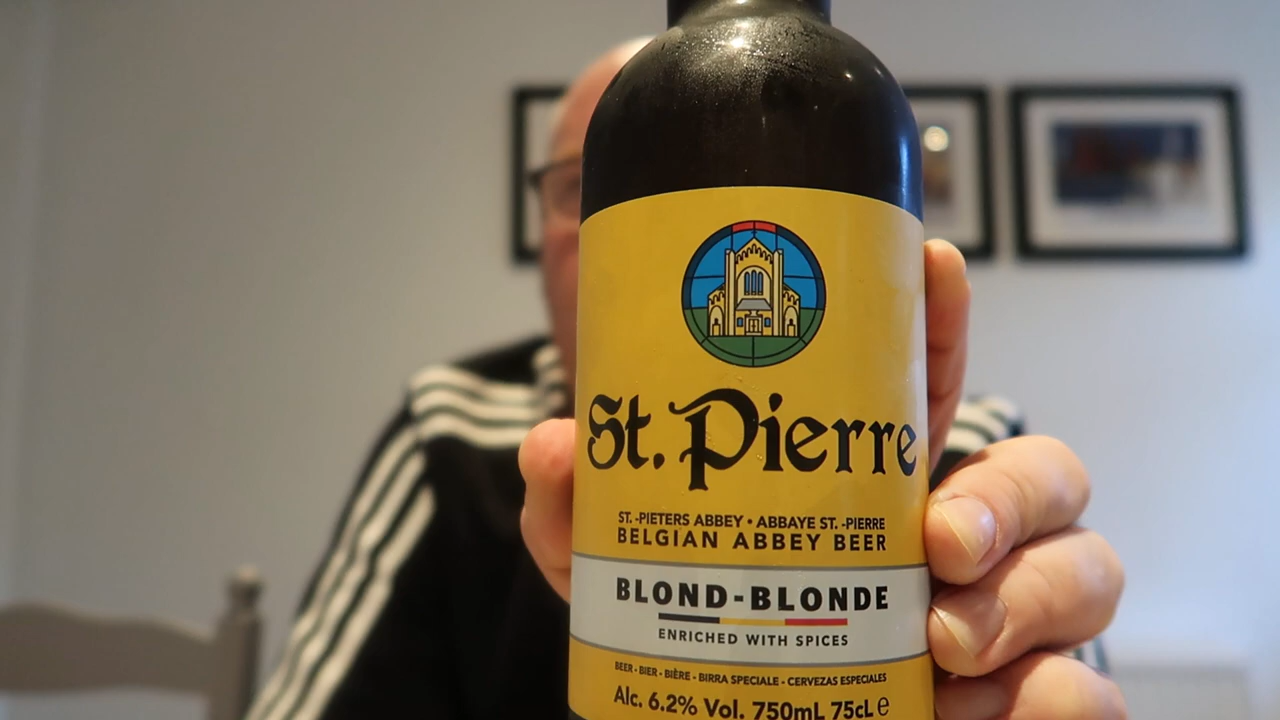 St. Pierre
ST. -PIETERS ABBEY • ABBAYE ST. -PIERRE
BELGIAN ABBEY BEER
BLOND-BLONDE
ENRICHED WITH SPICES
BEER - BIER - BIÈRE - BIRRA SPECIALE - CERVEZAS ESPECIALES
Alc. 6.2% Vol. 750mL 75cL e